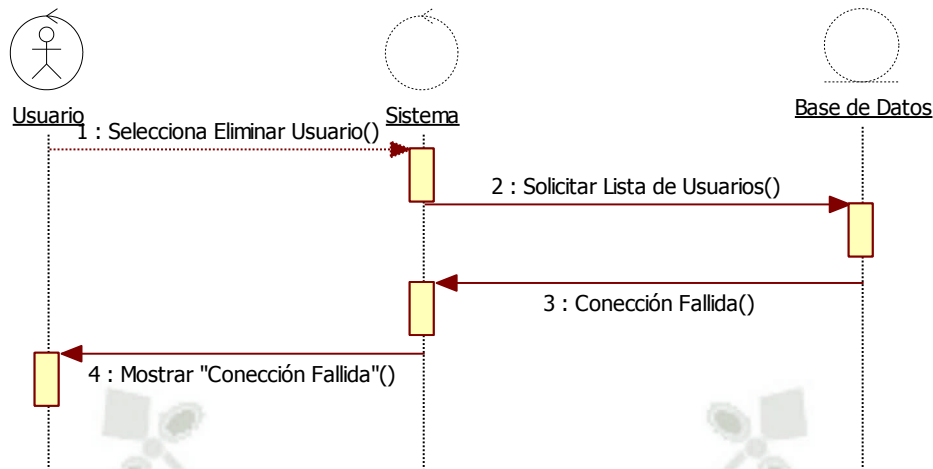 Usuario
Sistema
Base de Datos
1 : Selecciona Eliminar Usuario()
2 : Solicitar Lista de Usuarios()
3 : Conección Fallida()
4 : Mostrar "Conección Fallida"()